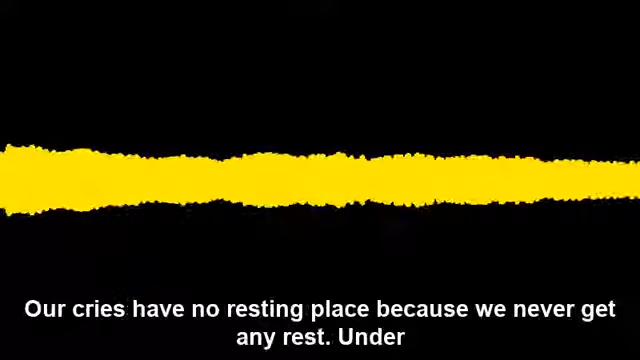 Our cries have no resting place because we never get
any rest. Under